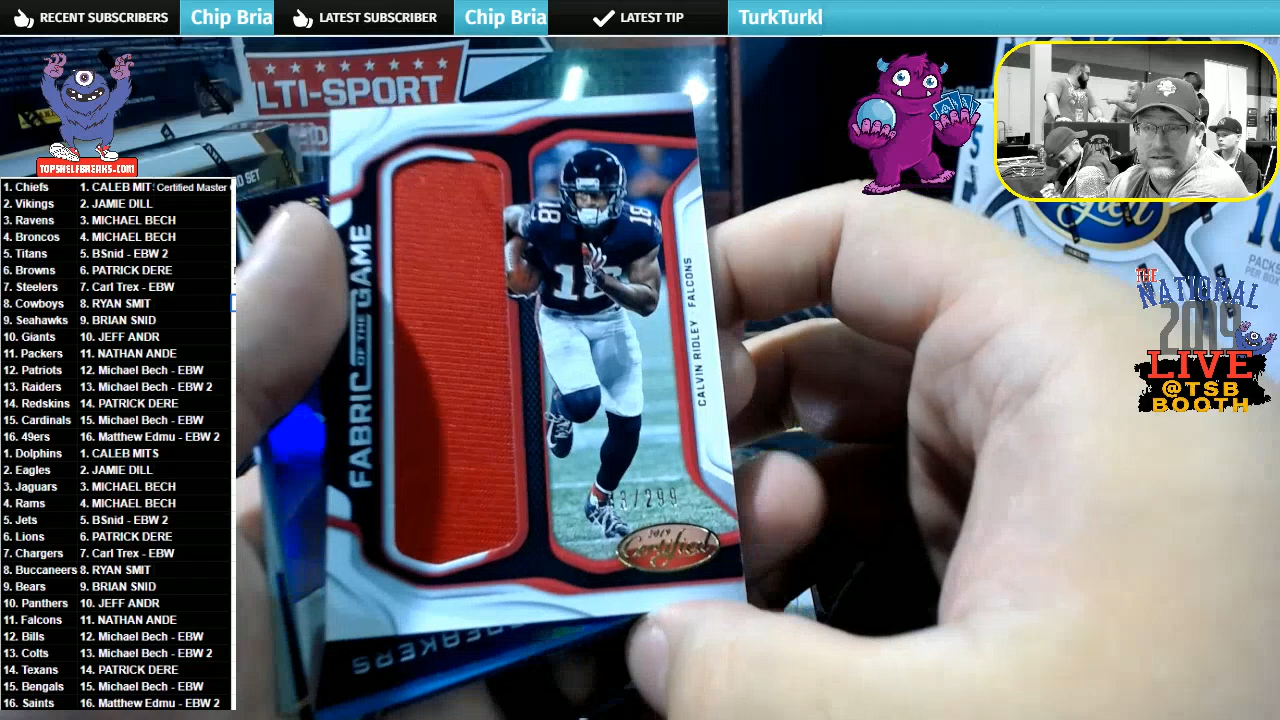 RECENT SUBSCRIBERS
Chip Bria
LATEST SUBSCRIBER
Chip Bria
LATEST TIP
TurkTurkl
TOPSHELFBREAKS.COM
1. Chiefs 1. CALEB MIT: Certified Master
2. Vikings 2. JAMIE DILL
3. Ravens 3. MICHAEL BECH
4. Broncos 4. MICHAEL BECH
5. Titans 5. BSnid - EBW 2
6. Browns 6. PATRICK DERE
7. Steelers 7. Carl Trex - EBW
8. Cowboys 8. RYAN SMIT
9. Seahawks 9. BRIAN SNID
10. Giants 10. JEFF ANDR
11. Packers 11. NATHAN ANDE
12. Patriots 12. Michael Bech - EBW
13. Raiders 13. Michael Bech - EBW 2
14. Redskins 14. PATRICK DERE
15. Cardinals 15. Michael Bech - EBW
16. 49ers 16. Matthew Edmu - EBW 2
1. Dolphins 1. CALEB MITS
2. Eagles 2. JAMIE DILL
3. Jaguars 3. MICHAEL BECH
4. Rams 4. MICHAEL BECH
5. Jets 5. BSnid - EBW 2
6. Lions 6. PATRICK DERE
7. Chargers 7. Carl Trex - EBW
8. Buccaneers 8. RYAN SMIT
9. Bears 9. BRIAN SNID
10. Panthers 10. JEFF ANDR
11. Falcons 11. NATHAN ANDE
12. Bills 12. Michael Bech - EBW
13. Colts 13. Michael Bech - EBW 2
14. Texans 14. PATRICK DERE
15. Bengals 15. Michael Bech - EBW
16. Saints 16. Matthew Edmu - EBW 2
LTI-SPORT
FABRIC OF THE GAME
18
18
18
CALVIN RIDLEY · FALCONS
/299
2019
Certified
REAKERS
THE
NATIONAL
2019
LIVE
@TSB
BOOTH